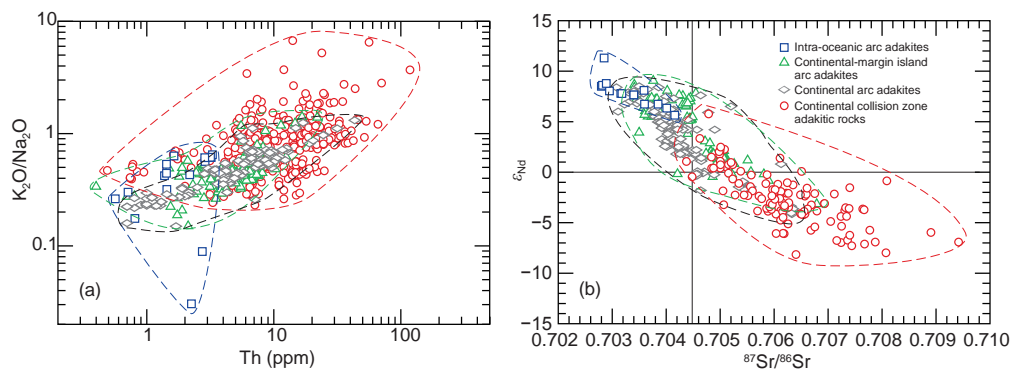 10
1
0.1
K₂O/Na₂O
(a)
1
10
100
Th (ppm)
15
10
5
0
−5
−10
−15
εNd
Intra-oceanic arc adakites
Continental-margin island
arc adakites
Continental arc adakites
Continental collision zone
adakitic rocks
(b)
0.702
0.703
0.704
0.705
0.706
0.707
0.708
0.709
0.710
⁸⁷Sr/⁸⁶Sr